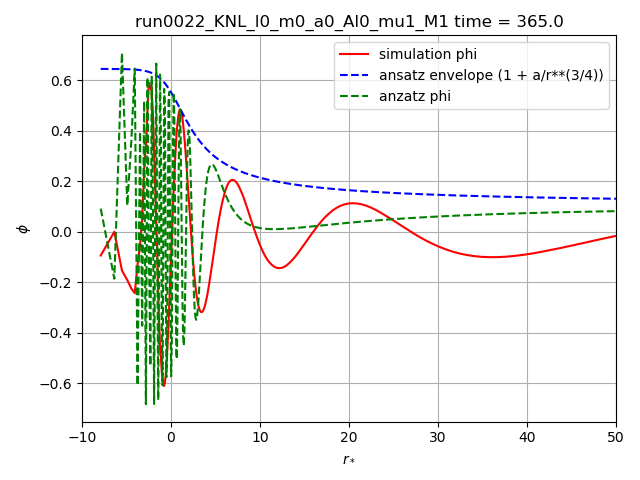 run0022_KNL_l0_m0_a0_Al0_mu1_M1 time = 365.0
simulation phi
ansatz envelope (1 + a/r**(3/4))
anzatz phi
ϕ
0.6
0.4
0.2
0.0
−0.2
−0.4
−0.6
−10 0 10 20 30 40 50
r*